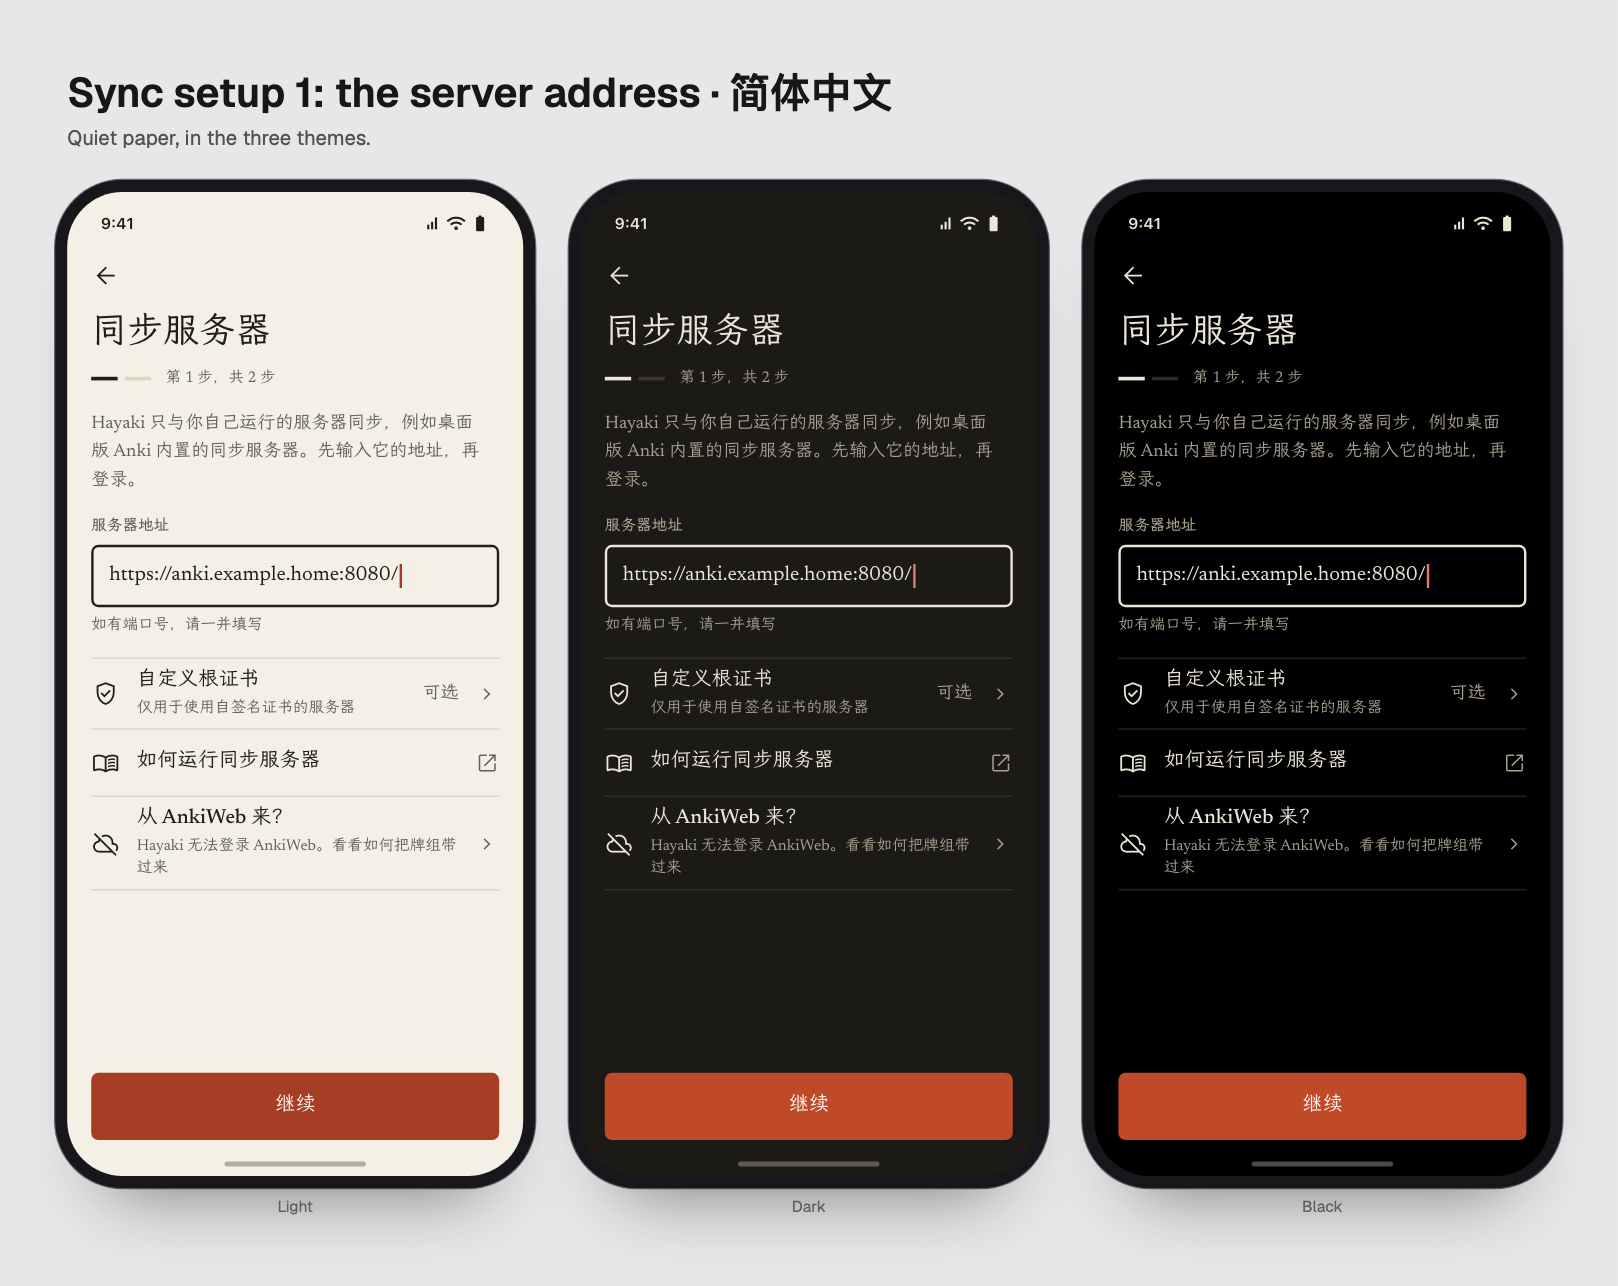 Sync setup 1: the server address · 简体中文
Quiet paper, in the three themes.
9:41
同步服务器
第 1 步，共 2 步
Hayaki 只与你自己运行的服务器同步，例如桌面
版 Anki 内置的同步服务器。先输入它的地址，再
登录。
服务器地址
https://anki.example.home:8080/
如有端口号，请一并填写
自定义根证书
仅用于使用自签名证书的服务器
可选
如何运行同步服务器
从 AnkiWeb 来？
Hayaki 无法登录 AnkiWeb。看看如何把牌组带
过来
继续
Light
9:41
同步服务器
第 1 步，共 2 步
Hayaki 只与你自己运行的服务器同步，例如桌面
版 Anki 内置的同步服务器。先输入它的地址，再
登录。
服务器地址
https://anki.example.home:8080/
如有端口号，请一并填写
自定义根证书
仅用于使用自签名证书的服务器
可选
如何运行同步服务器
从 AnkiWeb 来？
Hayaki 无法登录 AnkiWeb。看看如何把牌组带
过来
继续
Dark
9:41
同步服务器
第 1 步，共 2 步
Hayaki 只与你自己运行的服务器同步，例如桌面
版 Anki 内置的同步服务器。先输入它的地址，再
登录。
服务器地址
https://anki.example.home:8080/
如有端口号，请一并填写
自定义根证书
仅用于使用自签名证书的服务器
可选
如何运行同步服务器
从 AnkiWeb 来？
Hayaki 无法登录 AnkiWeb。看看如何把牌组带
过来
继续
Black